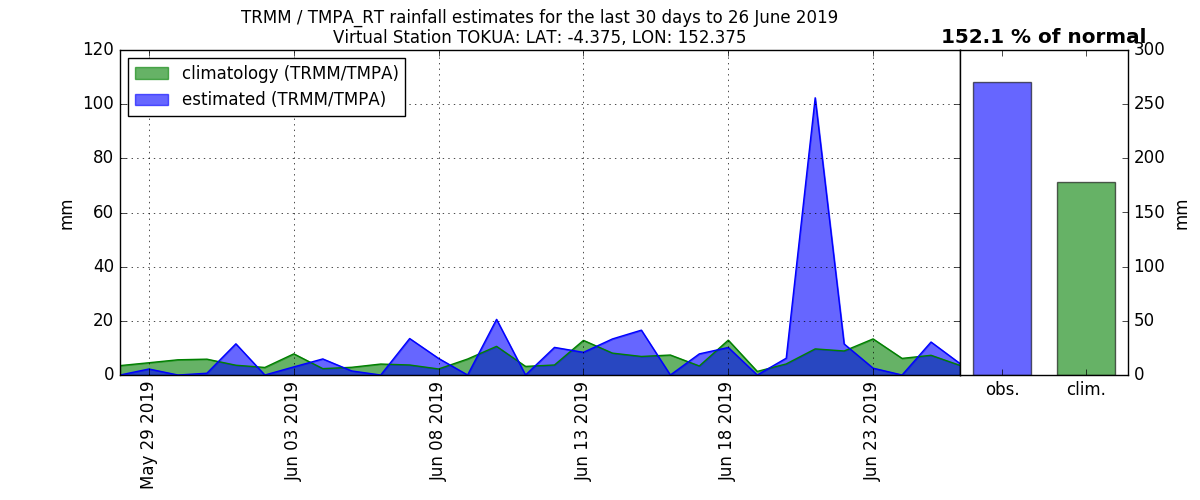 TRMM / TMPA_RT rainfall estimates for the last 30 days to 26 June 2019
Virtual Station TOKUA: LAT: -4.375, LON: 152.375
152.1 % of normal
climatology (TRMM/TMPA)
estimated (TRMM/TMPA)
mm
120
100
80
60
40
20
0
May 29 2019
Jun 03 2019
Jun 08 2019
Jun 13 2019
Jun 18 2019
Jun 23 2019
obs.
clim.
300
250
200
150
100
50
0
mm